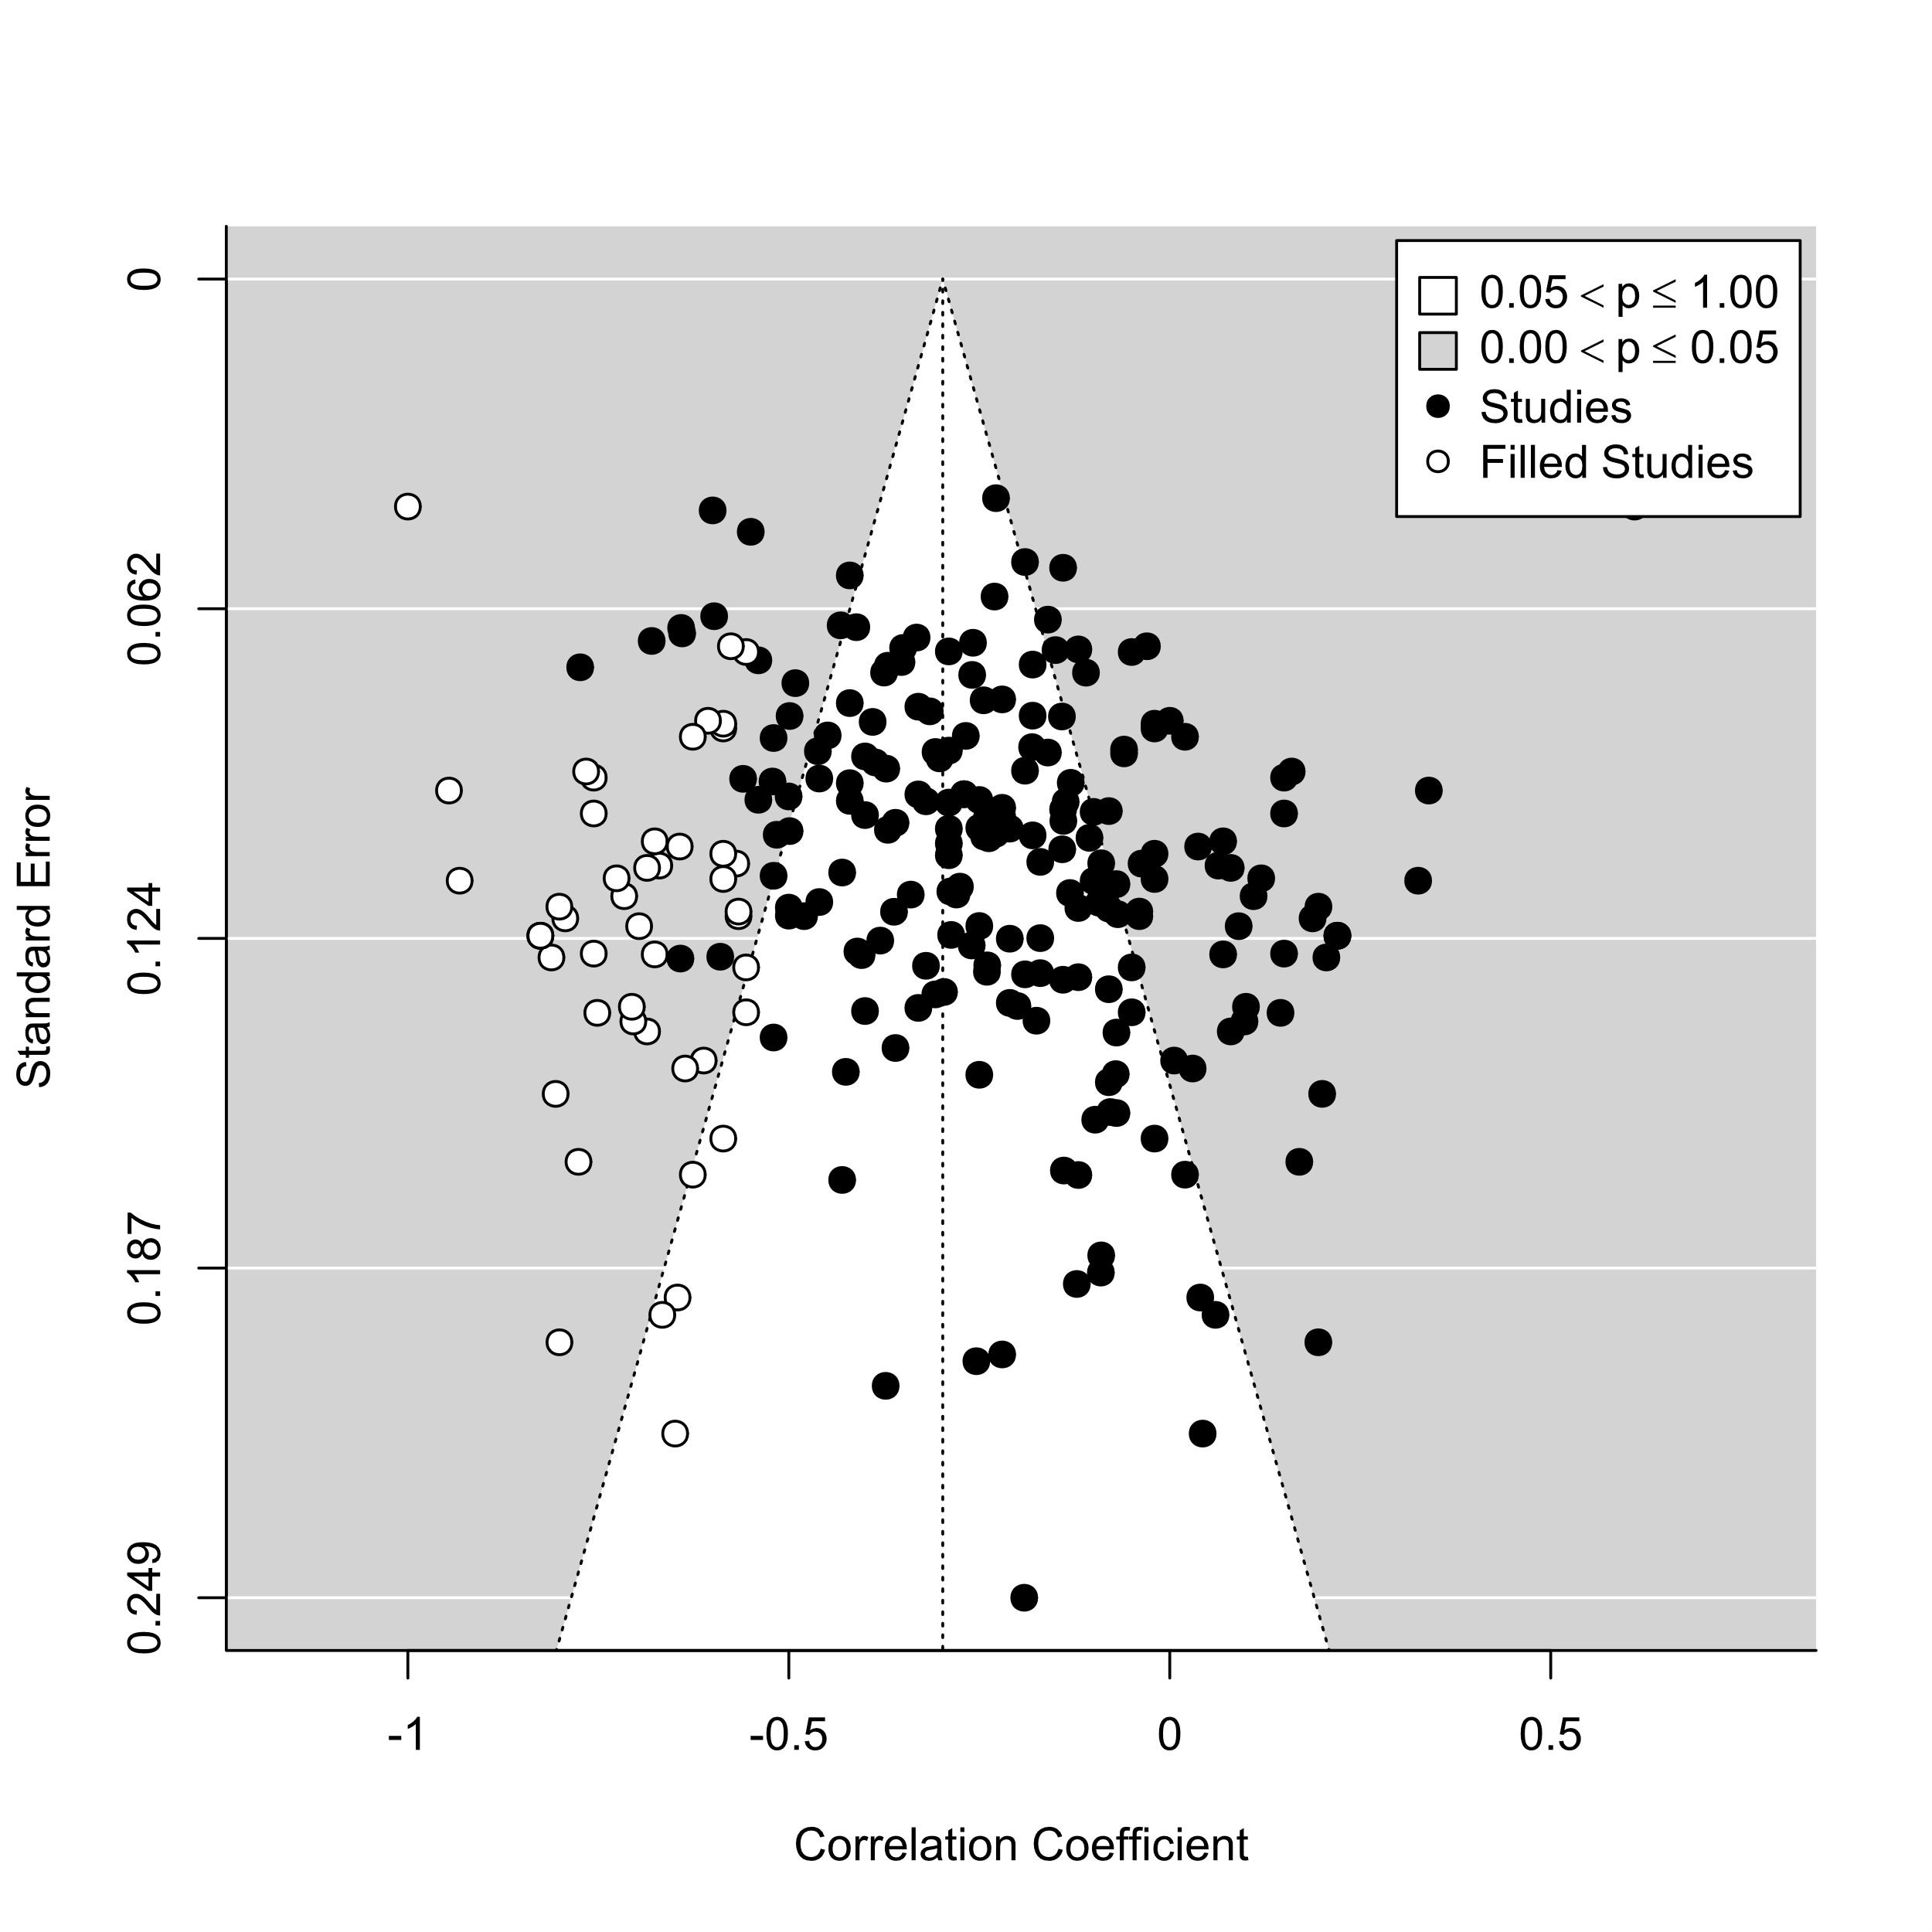 0.05 < p ≤ 1.00
0.00 < p ≤ 0.05
Studies
Filled Studies
Standard Error
0
0.062
0.124
0.187
0.249
-1
-0.5
0
0.5
Correlation Coefficient